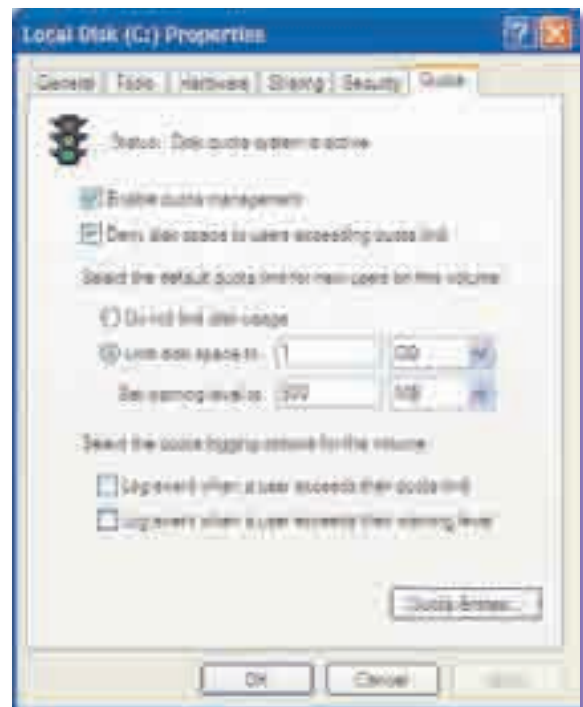 Local Disk (C:) Properties
General Tools Hardware Sharing Security Quota
Status: Disk quota system is active
Enable quota management
Deny disk space to users exceeding quota limit
Select the default quota limit for new users on this volume:
Do not limit disk usage
Limit disk space to 1 GB
Set warning level to MB
Select the quota logging options for this volume:
Log event when a user exceeds their quota limit
Log event when a user exceeds their warning level
Quota Entries...
OK Cancel